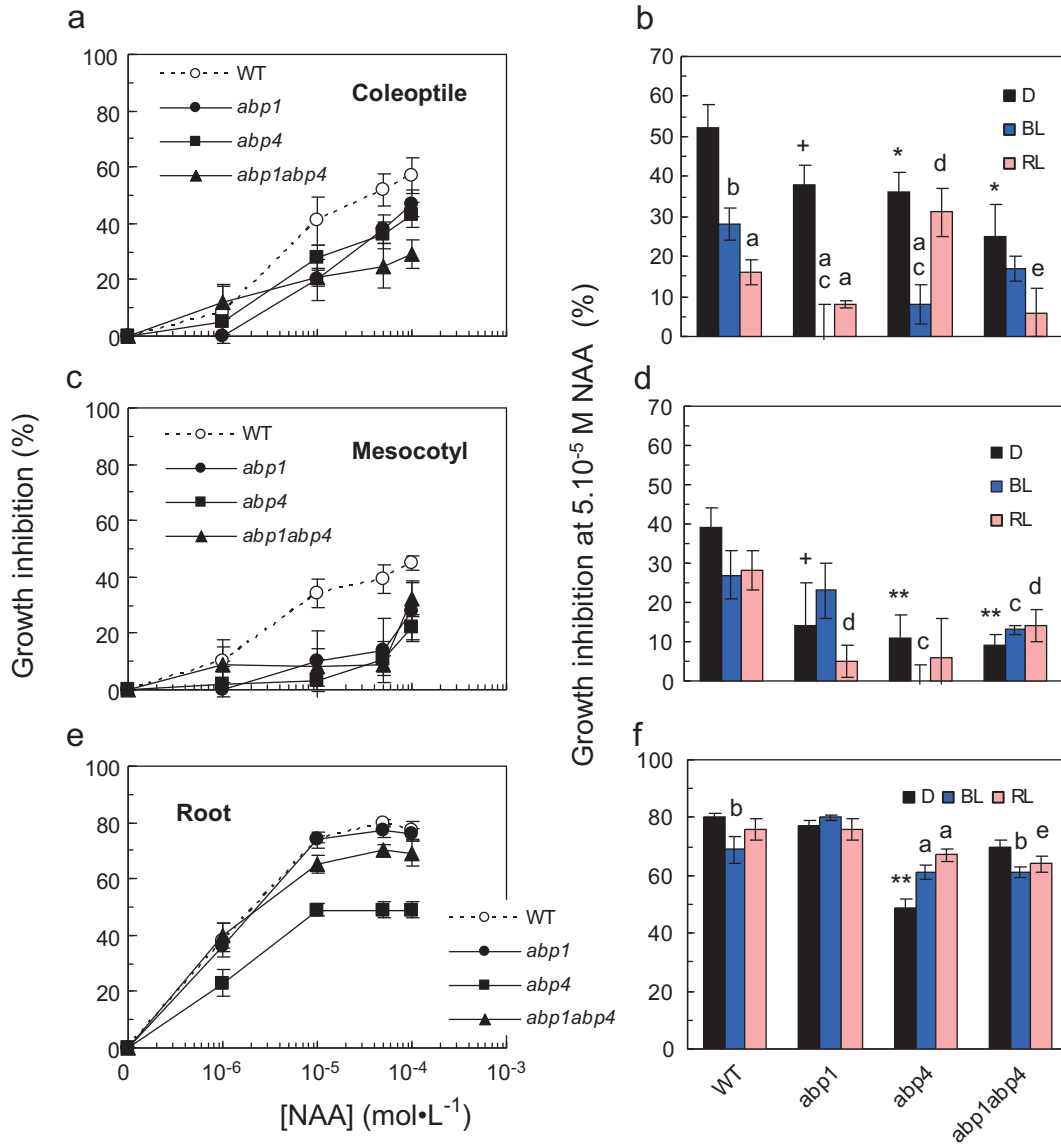 a
100
80
60
40
20
0
WT
abp1
abp4
abp1abp4
Coleoptile
b
70
60
50
40
30
20
10
0
D
BL
RL
b
a
+
a
c
a
*
a
c
d
*
e
c
100
80
60
40
20
0
WT
abp1
abp4
abp1abp4
Mesocotyl
d
70
60
50
40
30
20
10
0
D
BL
RL
+
d
**
c
**
c
d
e
100
80
60
40
20
0
Root
WT
abp1
abp4
abp1abp4
0
10⁻⁶
10⁻⁵
10⁻⁴
10⁻³
[NAA] (mol•L⁻¹)
Growth inhibition (%)
f
100
80
60
40
20
0
D BL RL
b
**
a
a
b
e
WT
abp1
abp4
abp1abp4
Growth inhibition at 5.10⁻⁵ M NAA (%)